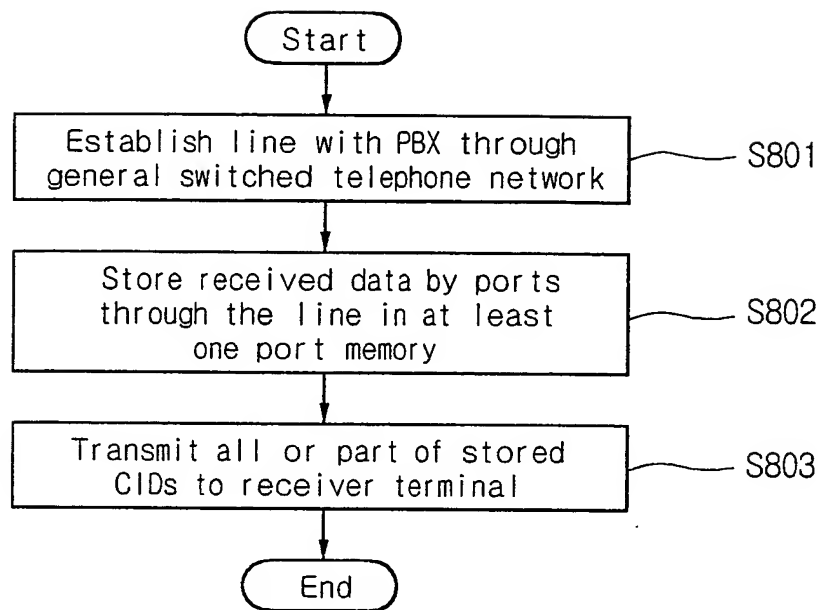 Start
Establish line with PBX through
general switched telephone network
S801
Store received data by ports
through the line in at least
one port memory
S802
Transmit all or part of stored
CIDs to receiver terminal
S803
End